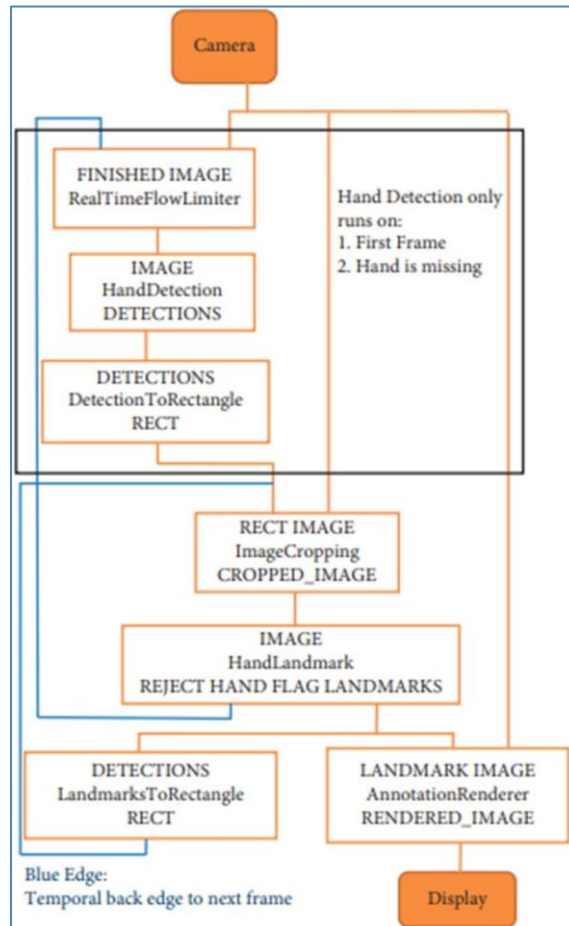 Camera
FINISHED IMAGE
RealTimeFlowLimiter
Hand Detection only
runs on:
1. First Frame
2. Hand is missing
IMAGE
HandDetection
DETECTIONS
DETECTIONS
DetectionToRectangle
RECT
RECT IMAGE
ImageCropping
CROPPED_IMAGE
IMAGE
HandLandmark
REJECT HAND FLAG LANDMARKS
DETECTIONS
LandmarksToRectangle
RECT
LANDMARK IMAGE
AnnotationRenderer
RENDERED_IMAGE
Blue Edge:
Temporal back edge to next frame
Display